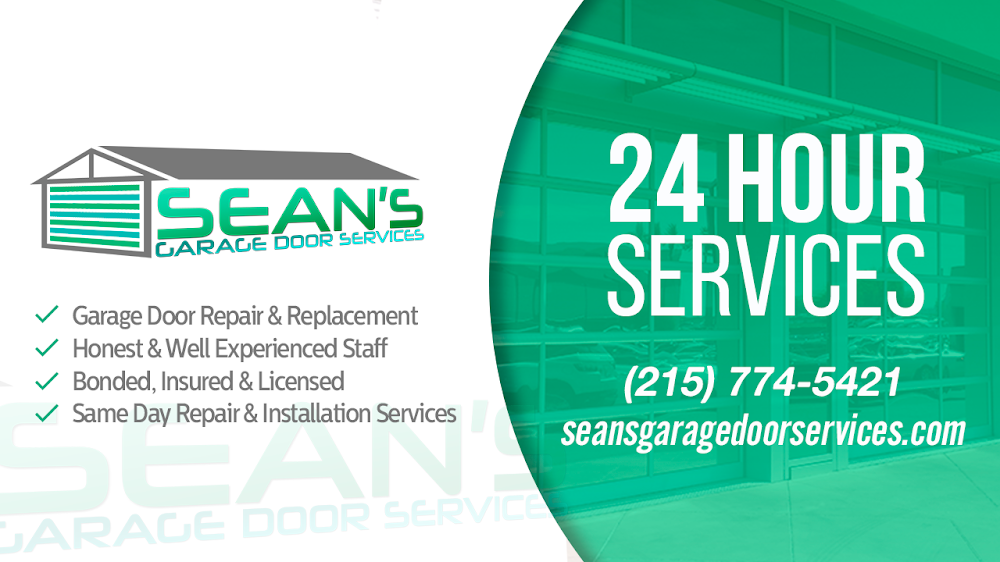 SEAN'S
GARAGE DOOR SERVICES
Garage Door Repair & Replacement
Honest & Well Experienced Staff
Bonded, Insured & Licensed
Same Day Repair & Installation Services
SEAN'S
GARAGE DOOR SERVICE
24 HOUR
SERVICES
(215) 774-5421
seansgaragedoorservices.com